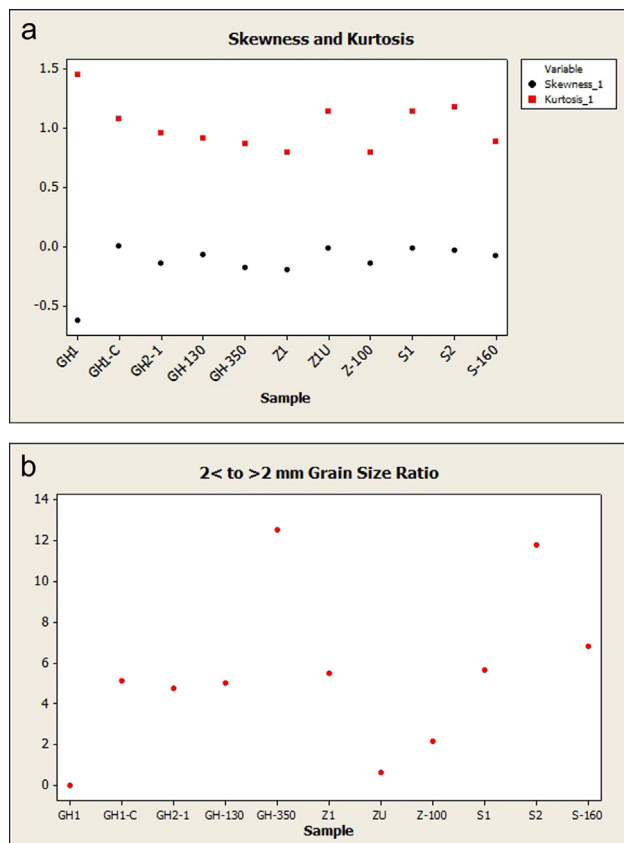 a
Skewness and Kurtosis
Variable
Skewness_1
Kurtosis_1
1.5
1.0
0.5
0.0
-0.5
GH1 GH1-C GH2-1 GH-130 GH-350 Z1 Z1U Z-100 S1 S2 S-160
Sample
b
2< to >2 mm Grain Size Ratio
14
12
10
8
6
4
2
0
GH1 GH1-C GH2-1 GH-130 GH-350 Z1 ZU Z-100 S1 S2 S-160
Sample